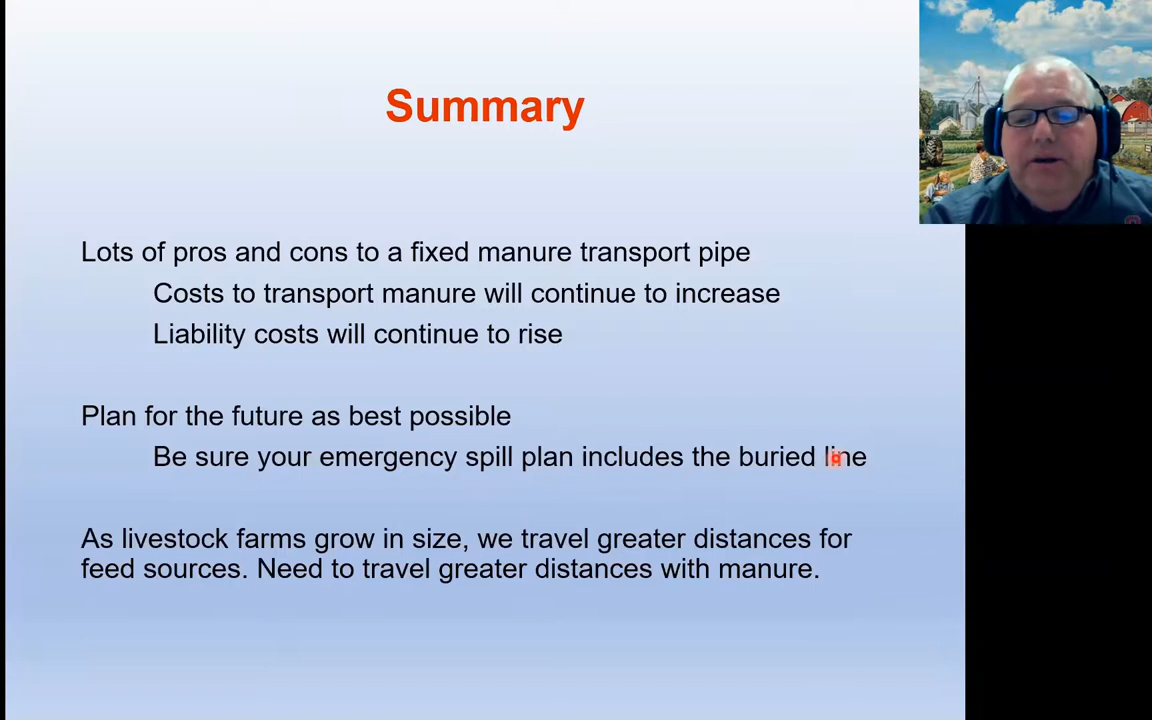 Summary
Lots of pros and cons to a fixed manure transport pipe
Costs to transport manure will continue to increase
Liability costs will continue to rise
Plan for the future as best possible
Be sure your emergency spill plan includes the buried line
As livestock farms grow in size, we travel greater distances for
feed sources. Need to travel greater distances with manure.